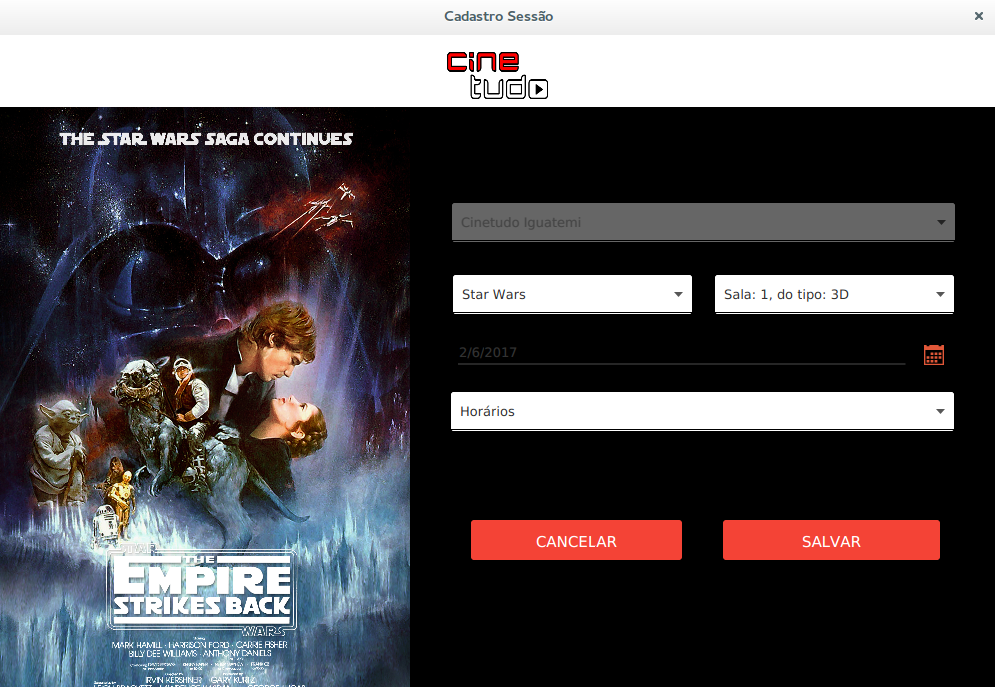 Cadastro Sessão
cine
tudo
THE STAR WARS SAGA CONTINUES
Cinetudo Iguatemi
Star Wars
Sala: 1, do tipo: 3D
2/6/2017
Horários
CANCELAR
SALVAR
STAR
THE
EMPIRE
STRIKES BACK
WARS
Starring
MARK HAMILL · HARRISON FORD · CARRIE FISHER
BILLY DEE WILLIAMS · ANTHONY DANIELS
IRVIN KERSHNER GARY KURTZ